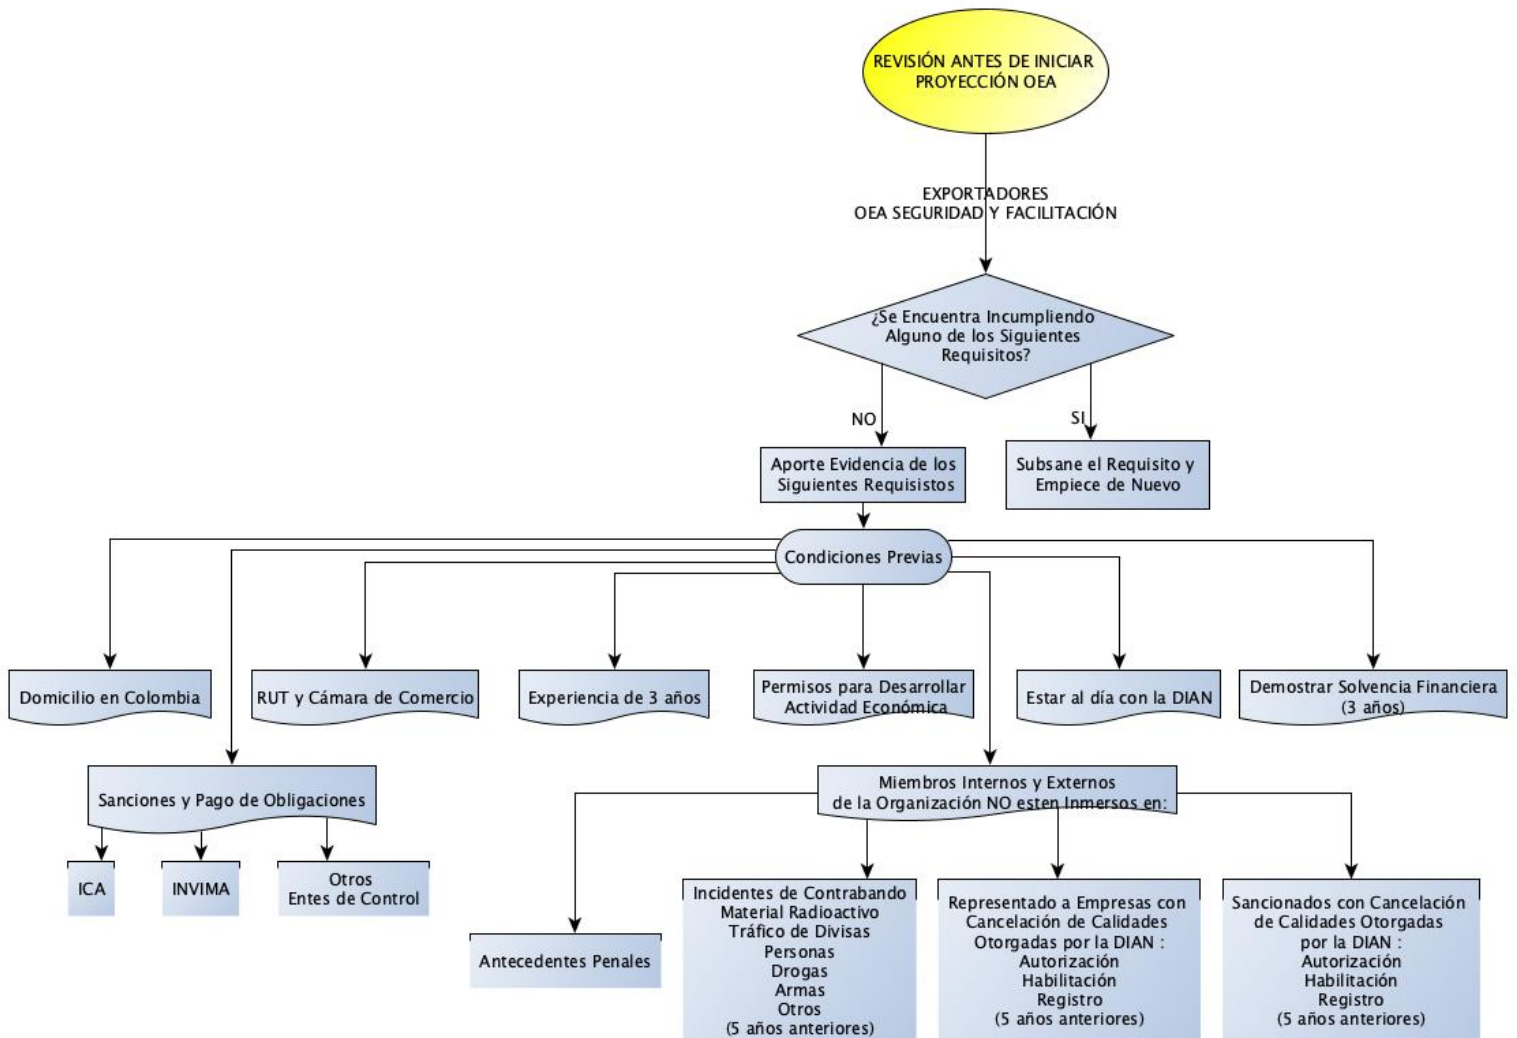 REVISIÓN ANTES DE INICIAR
PROYECCIÓN OEA
EXPORTADORES
OEA SEGURIDAD Y FACILITACIÓN
¿Se Encuentra Incumpliendo
Alguno de los Siguientes
Requisitos?
NO
SI
Aporte Evidencia de los
Siguientes Requisistos
Subsane el Requisito y
Empiece de Nuevo
Condiciones Previas
Domicilio en Colombia
RUT y Cámara de Comercio
Experiencia de 3 años
Permisos para Desarrollar
Actividad Económica
Estar al día con la DIAN
Demostrar Solvencia Financiera
(3 años)
Sanciones y Pago de Obligaciones
Miembros Internos y Externos
de la Organización NO esten Inmersos en:
ICA
INVIMA
Otros
Entes de Control
Antecedentes Penales
Incidentes de Contrabando
Material Radioactivo
Tráfico de Divisas
Personas
Drogas
Armas
Otros
(5 años anteriores)
Representado a Empresas con
Cancelación de Calidades
Otorgadas por la DIAN :
Autorización
Habilitación
Registro
(5 años anteriores)
Sancionados con Cancelación
de Calidades Otorgadas
por la DIAN :
Autorización
Habilitación
Registro
(5 años anteriores)